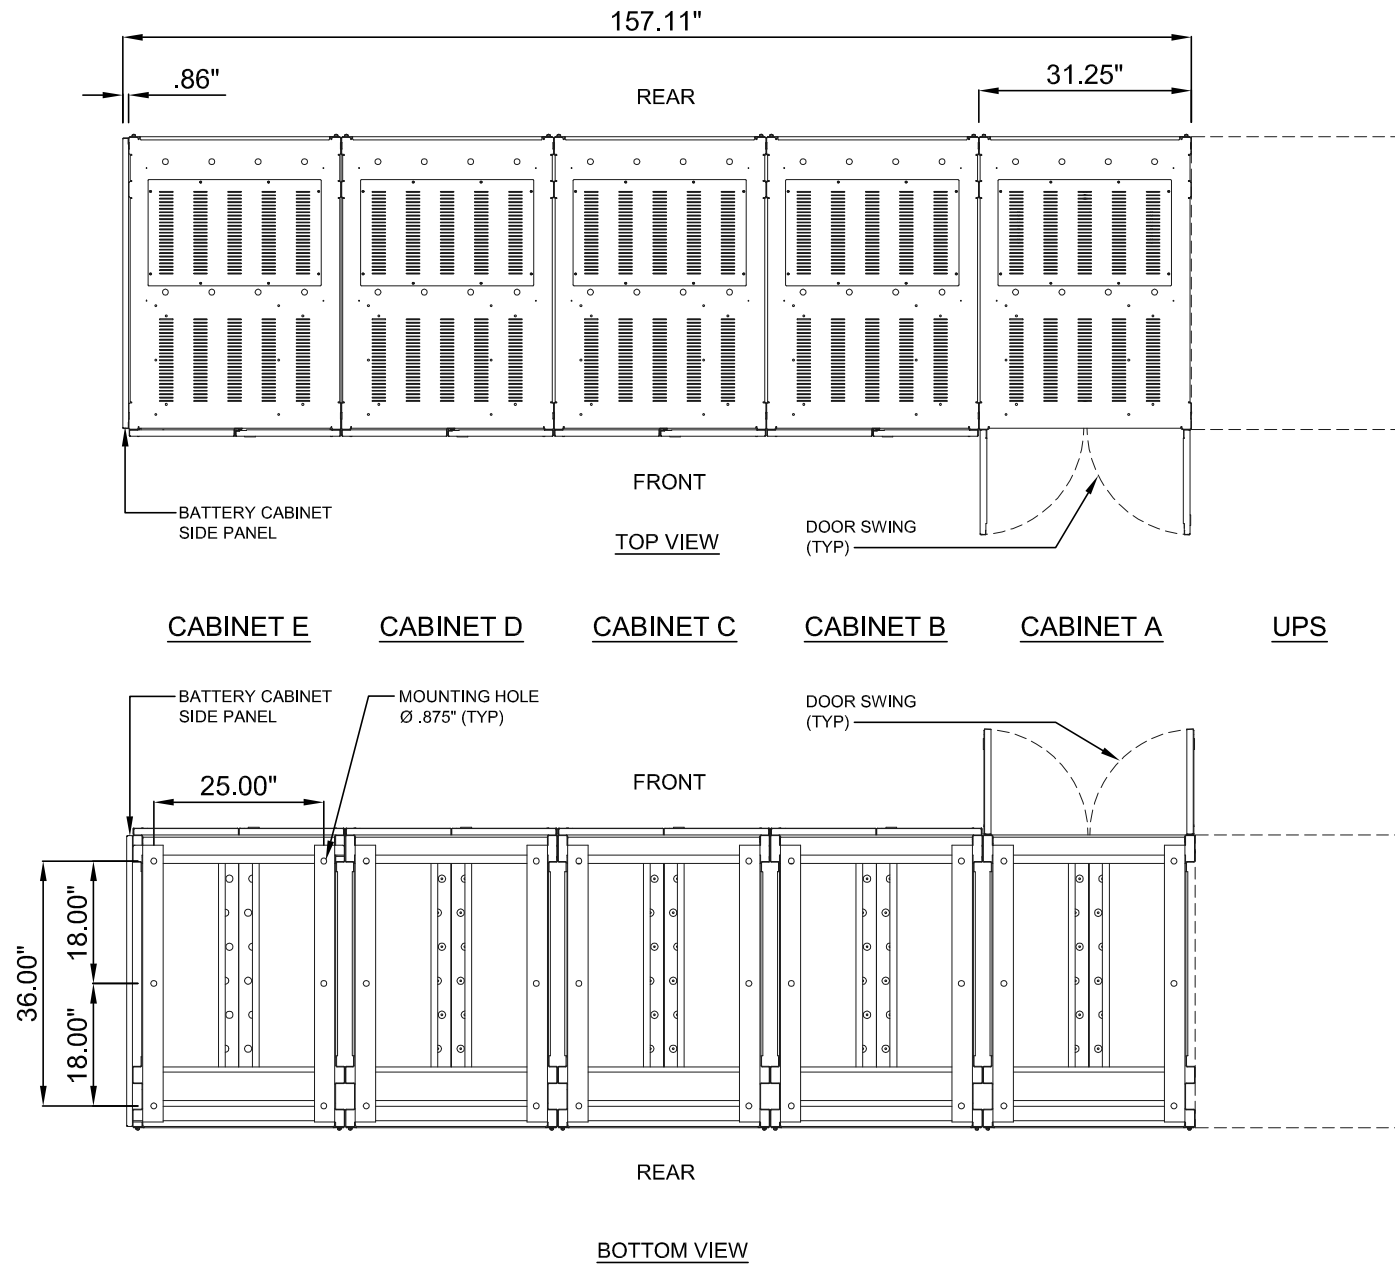 157.11"
.86"
31.25"
REAR
FRONT
BATTERY CABINET
SIDE PANEL
DOOR SWING
(TYP)
TOP VIEW
CABINET E
CABINET D
CABINET C
CABINET B
CABINET A
UPS
BATTERY CABINET
SIDE PANEL
MOUNTING HOLE
Ø .875" (TYP)
DOOR SWING
(TYP)
25.00"
FRONT
36.00"
18.00"
18.00"
REAR
BOTTOM VIEW